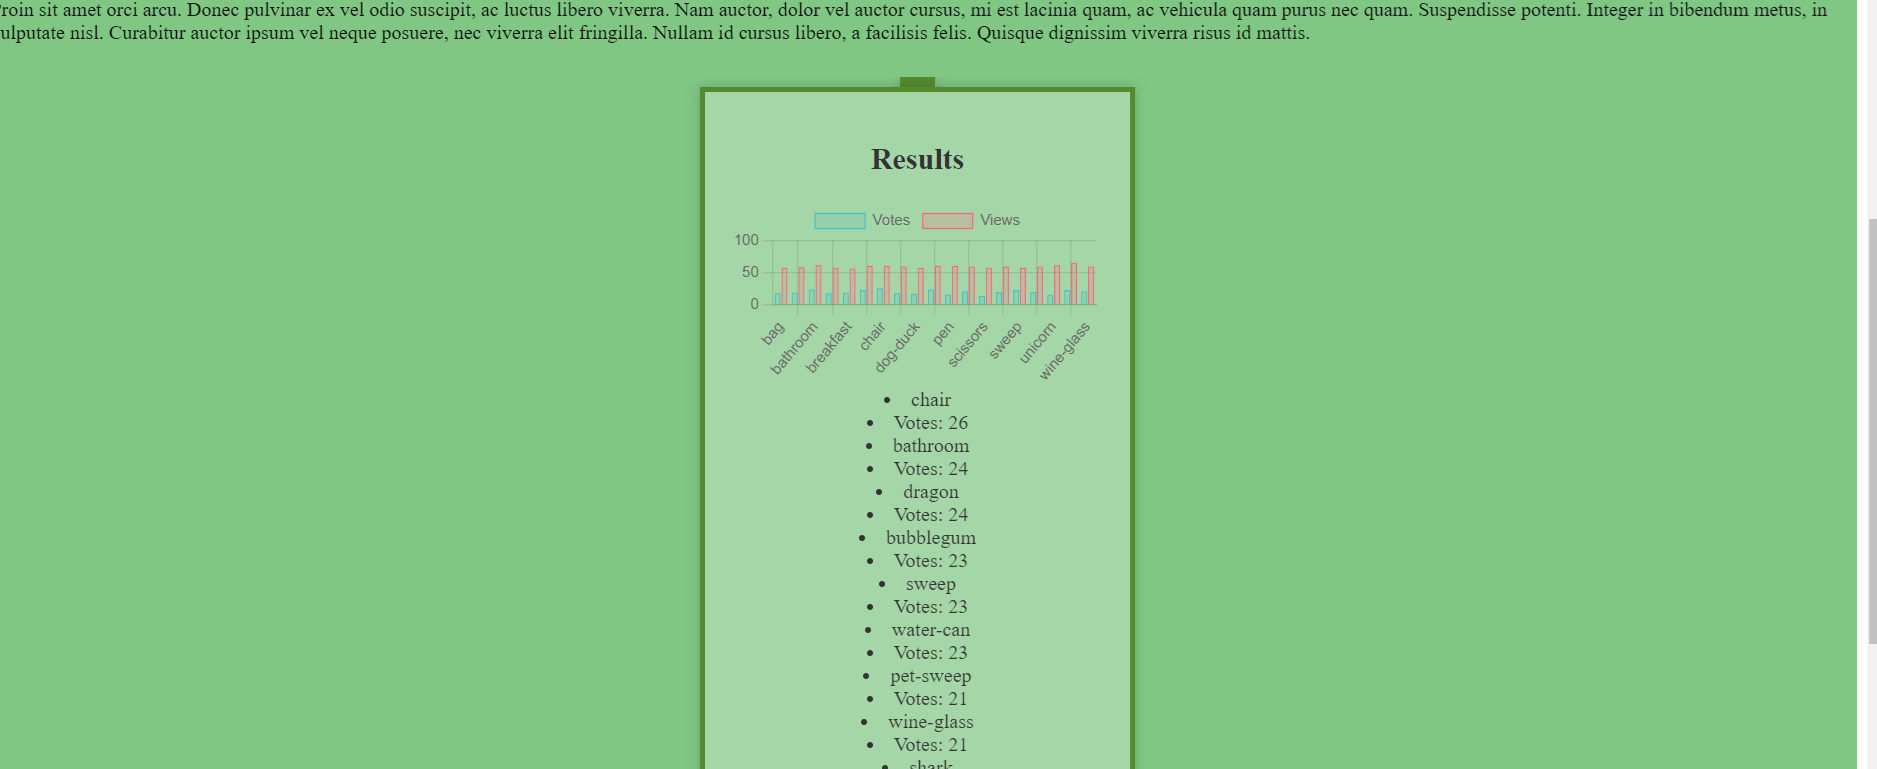 roin sit amet orci arcu. Donec pulvinar ex vel odio suscipit, ac luctus libero viverra. Nam auctor, dolor vel auctor cursus, mi est lacinia quam, ac vehicula quam purus nec quam. Suspendisse potenti. Integer in bibendum metus, in
ulputate nisl. Curabitur auctor ipsum vel neque posuere, nec viverra elit fringilla. Nullam id cursus libero, a facilisis felis. Quisque dignissim viverra risus id mattis.
Results
Votes Views
100
50
0
bag
bathroom
breakfast
chair
dog-duck
pen
scissors
sweep
unicorn
wine-glass
• chair
• Votes: 26
• bathroom
• Votes: 24
• dragon
• Votes: 24
• bubblegum
• Votes: 23
• sweep
• Votes: 23
• water-can
• Votes: 23
• pet-sweep
• Votes: 21
• wine-glass
• Votes: 21
• shark